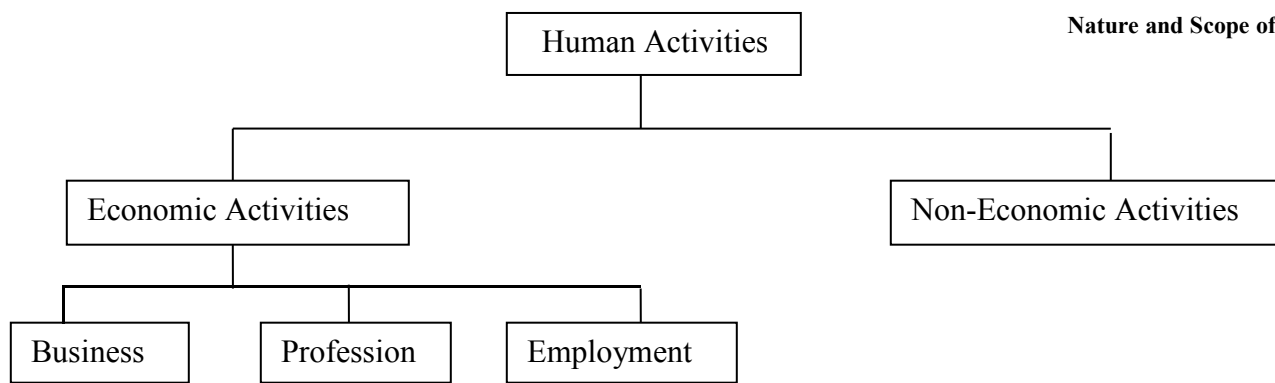 Nature and Scope of
Human Activities
Economic Activities
Non-Economic Activities
Business
Profession
Employment